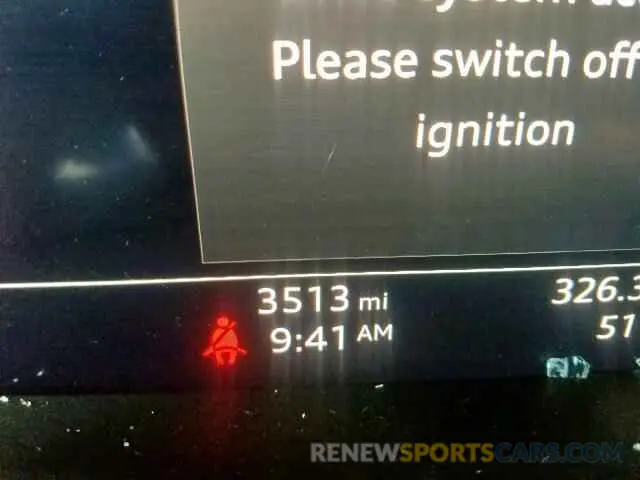 Please switch off
ignition
3513 mi
326.3
9:41 AM
51
RENEWSPORTSCARS.COM